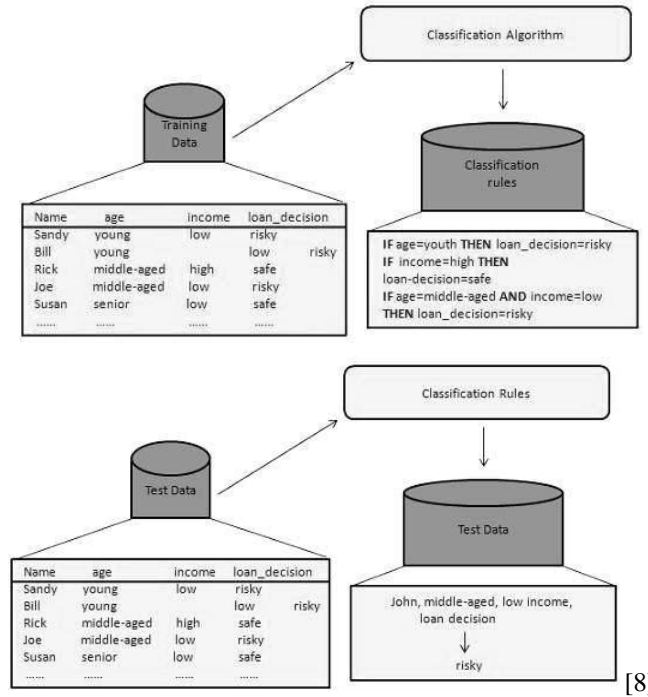 Classification Algorithm
Training
Data
Classification
rules
Name age income loan_decision
Sandy young low risky
Bill young low risky
Rick middle-aged high safe
Joe middle-aged low risky
Susan senior low safe
...... ...... ...... ......
IF age=youth THEN loan_decision=risky
IF income=high THEN
loan-decision=safe
IF age=middle-aged AND income=low
THEN loan_decision=risky
Classification Rules
Test Data
Test Data
Name age income loan_decision
Sandy young low risky
Bill young low risky
Rick middle-aged high safe
Joe middle-aged low risky
Susan senior low safe
...... ...... ...... ......
John, middle-aged, low income,
loan decision
risky
[8